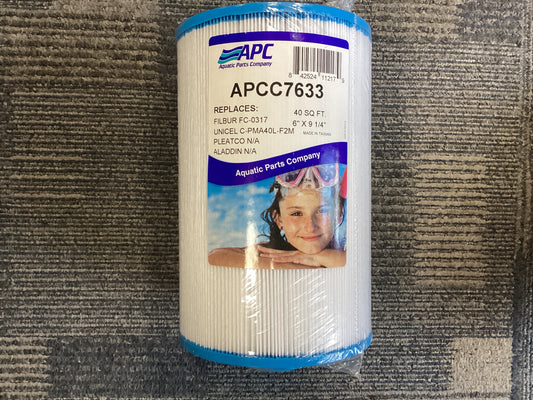 APC
Aquatic Parts Company
8 42524 11217 9
APCC7633
REPLACES:
FILBUR FC-0317
UNICEL C-PMA40L-F2M
PLEATCO N/A
ALADDIN N/A
40 SQ FT.
6" X 9 1/4"
MADE IN TAIWAN
Aquatic Parts Company